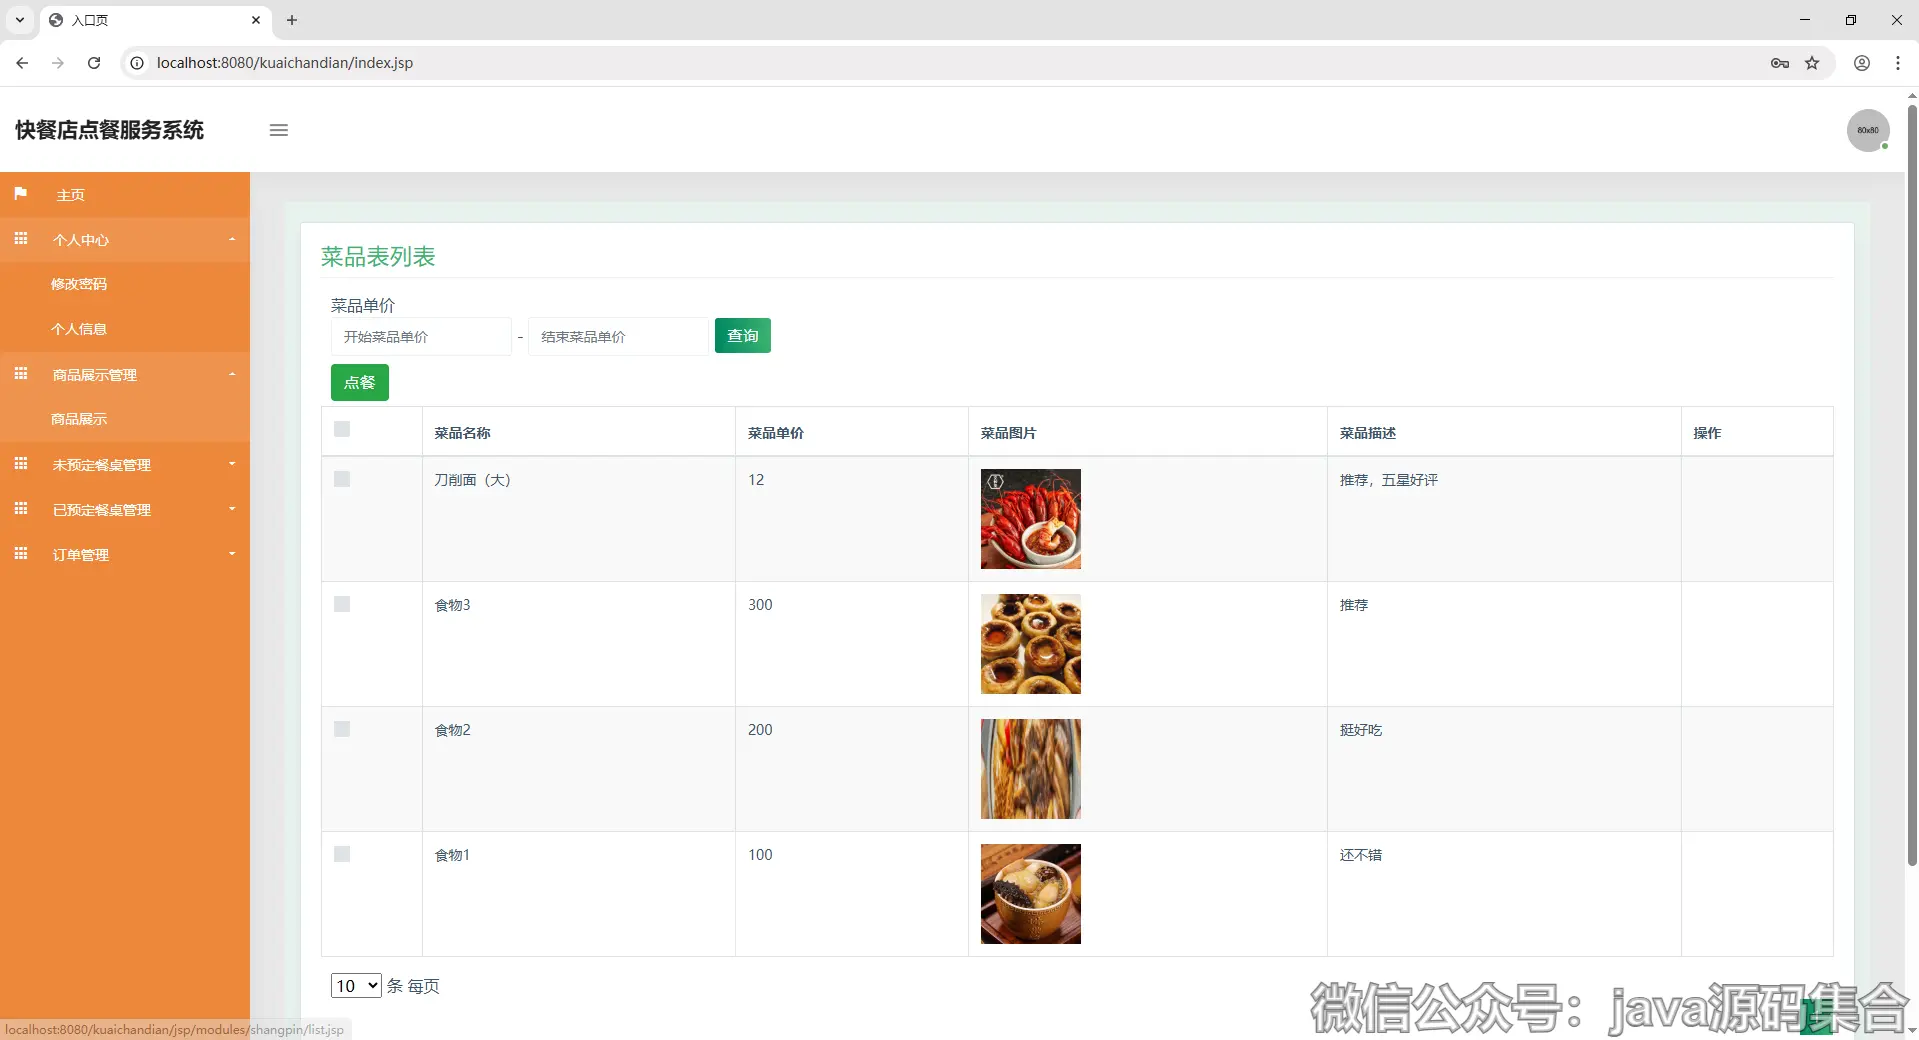 入口页
localhost:8080/kuaichandian/index.jsp
快餐店点餐服务系统
80x80
主页
个人中心
修改密码
个人信息
商品展示管理
商品展示
未预定餐桌管理
已预定餐桌管理
订单管理
菜品表列表
菜品单价
开始菜品单价 - 结束菜品单价 查询
点餐
菜品名称 菜品单价 菜品图片 菜品描述 操作
刀削面（大） 12 推荐，五星好评
食物3 300 推荐
食物2 200 挺好吃
食物1 100 还不错
10 条 每页
微信公众号：java源码集合
localhost:8080/kuaichandian/jsp/modules/shangpin/list.jsp